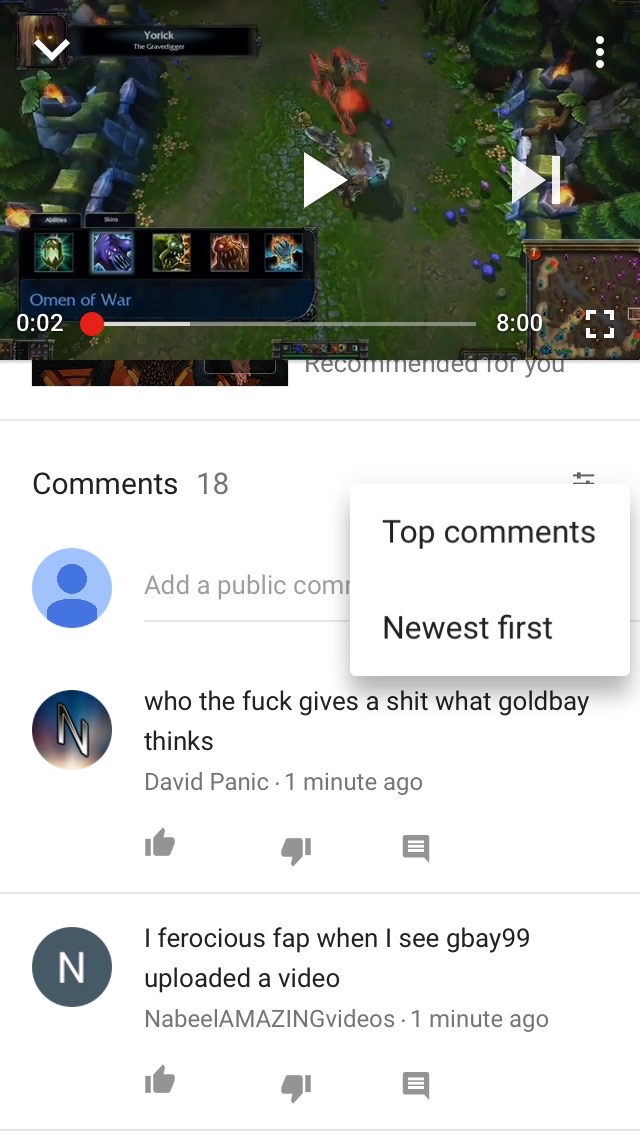 Yorick
The Gravedigger
Abilities
Skins
Omen of War
0:02
8:00
Recommended for you
Comments 18
Top comments
Add a public comm
Newest first
who the fuck gives a shit what goldbay
thinks
David Panic · 1 minute ago
N
I ferocious fap when I see gbay99
uploaded a video
NabeelAMAZINGvideos · 1 minute ago